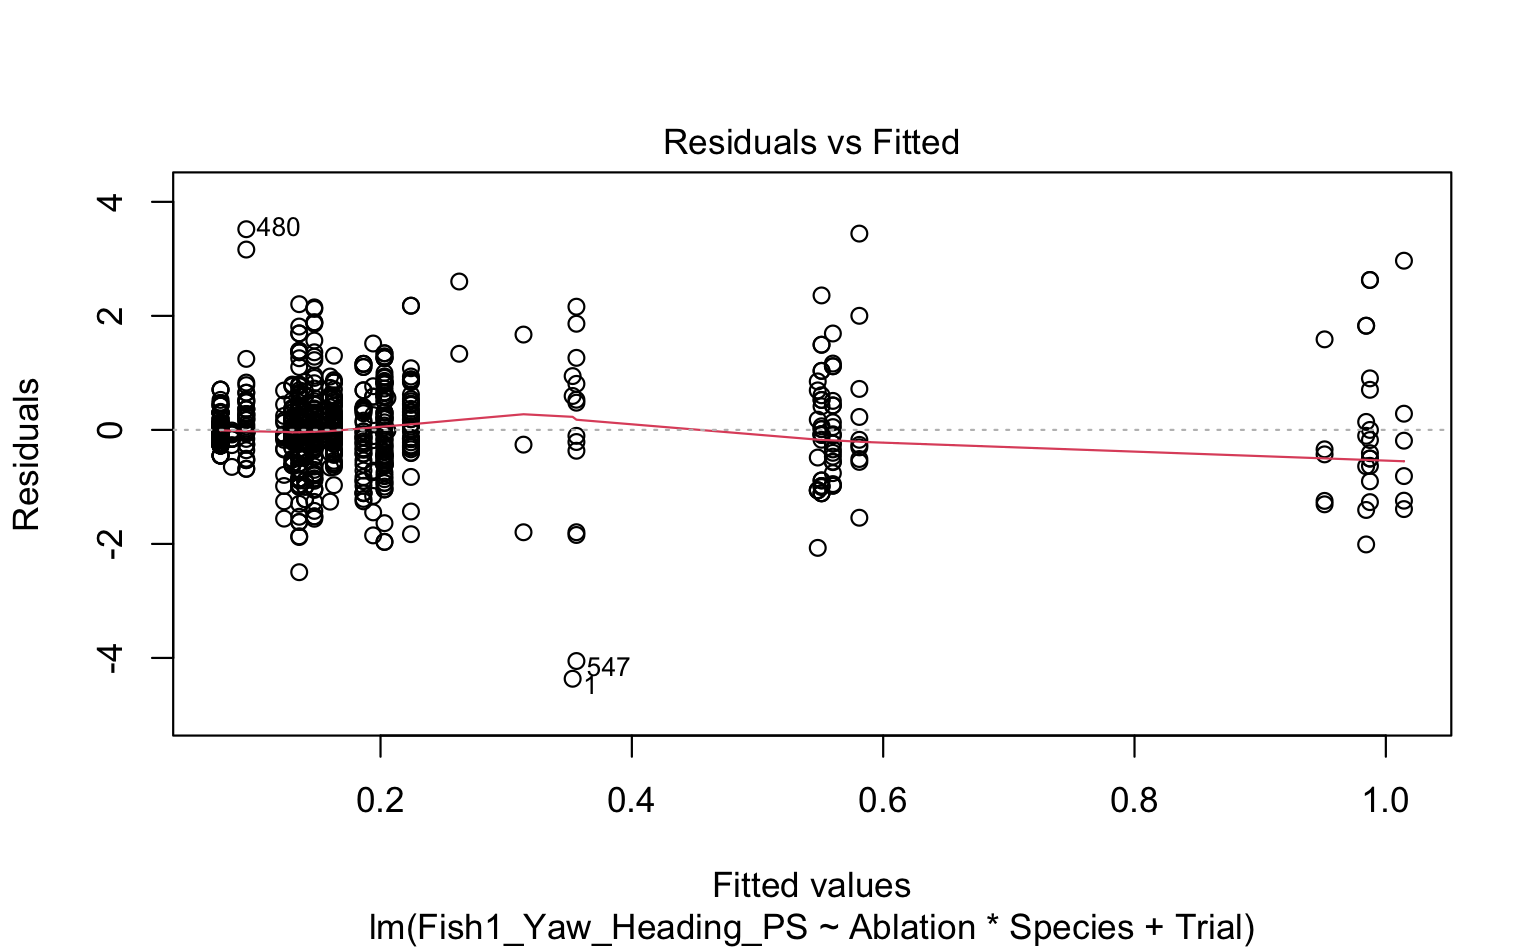 Residuals vs Fitted
Residuals
4
2
0
-2
-4
480
547
1
0.2 0.4 0.6 0.8 1.0
Fitted values
lm(Fish1_Yaw_Heading_PS ~ Ablation * Species + Trial)